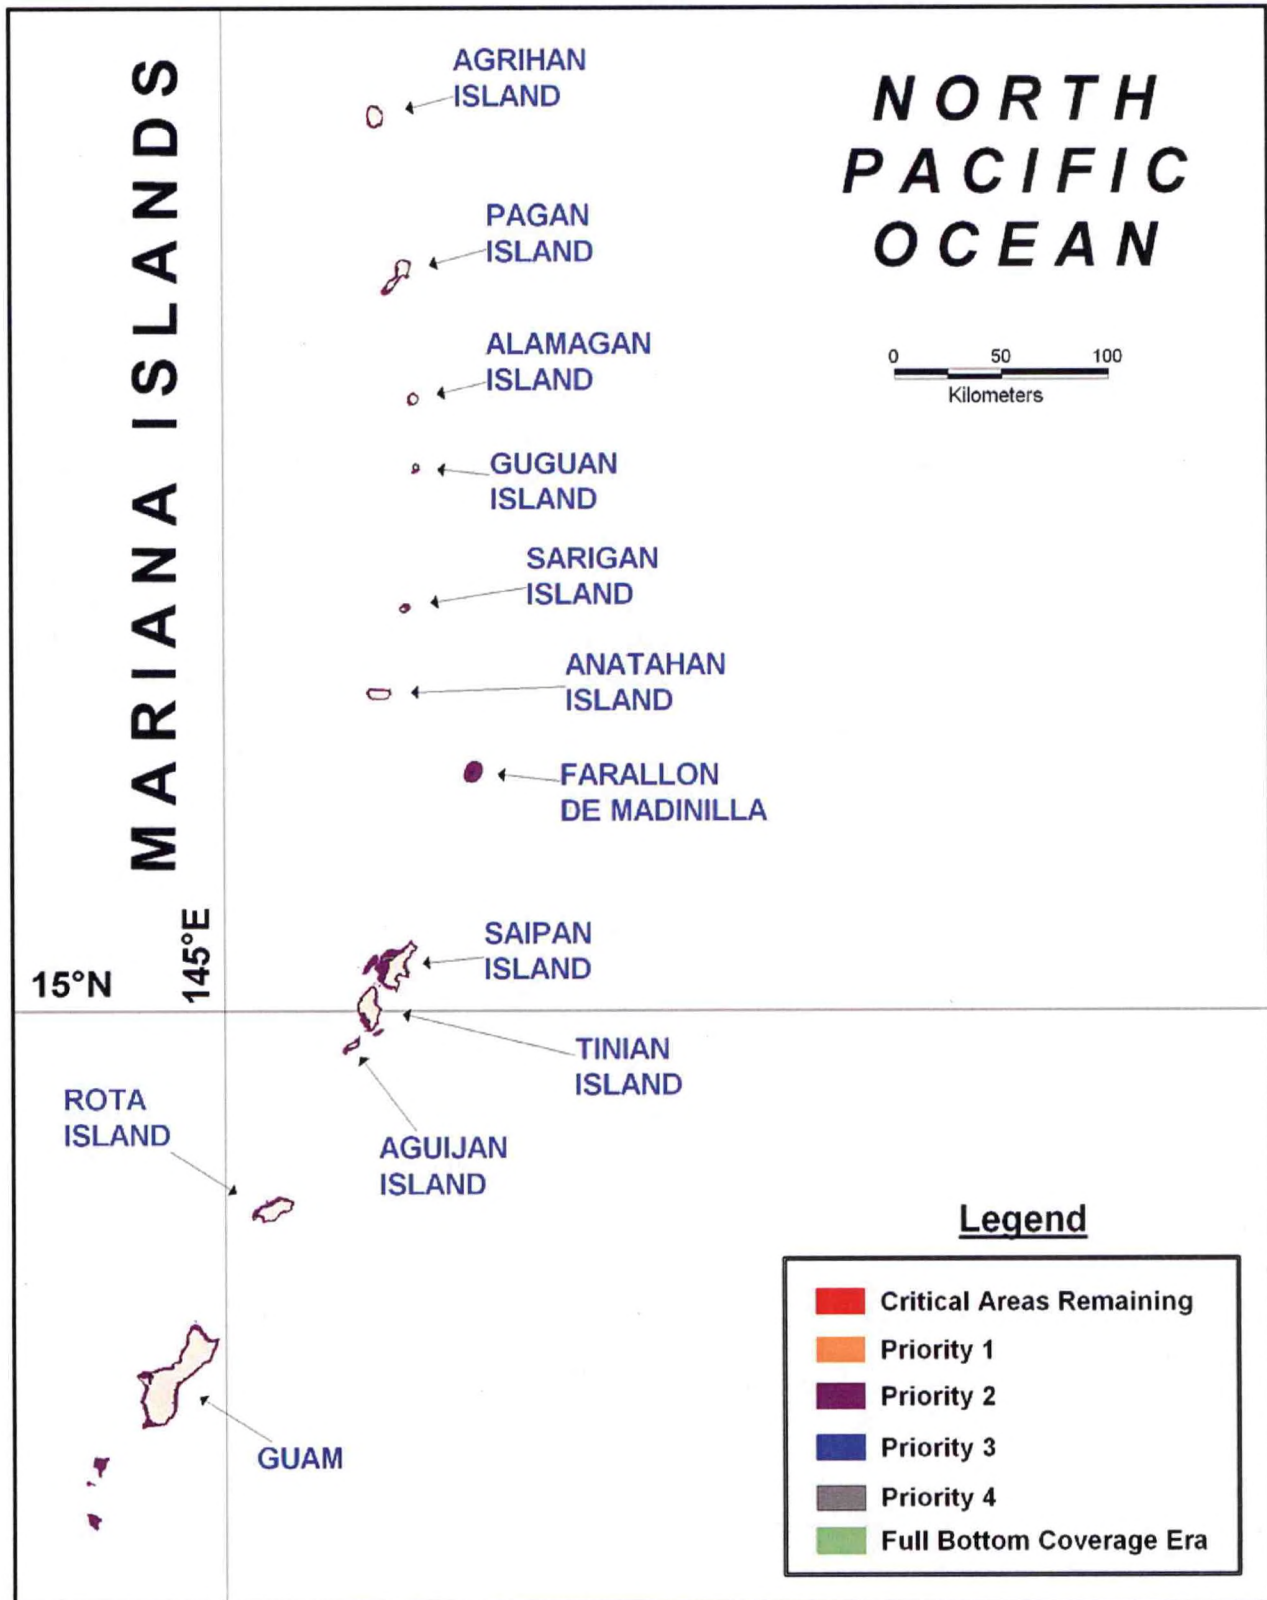 MARIANA ISLANDS
NORTH
PACIFIC
OCEAN
0 50 100
Kilometers
AGRIHAN
ISLAND
PAGAN
ISLAND
ALAMAGAN
ISLAND
GUGUAN
ISLAND
SARIGAN
ISLAND
ANATAHAN
ISLAND
FARALLON
DE MADINILLA
SAIPAN
ISLAND
145°E
15°N
TINIAN
ISLAND
ROTA
ISLAND
AGUIJAN
ISLAND
GUAM
Legend
Critical Areas Remaining
Priority 1
Priority 2
Priority 3
Priority 4
Full Bottom Coverage Era